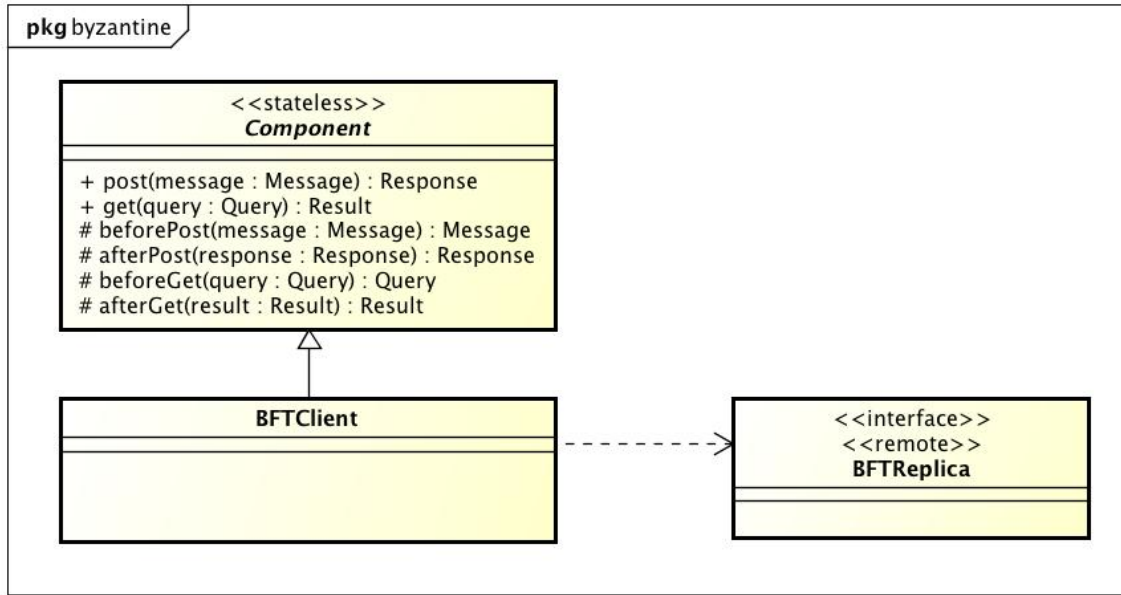 pkg byzantine
<<stateless>>
Component
+ post(message : Message) : Response
+ get(query : Query) : Result
# beforePost(message : Message) : Message
# afterPost(response : Response) : Response
# beforeGet(query : Query) : Query
# afterGet(result : Result) : Result
BFTClient
<<interface>>
<<remote>>
BFTReplica